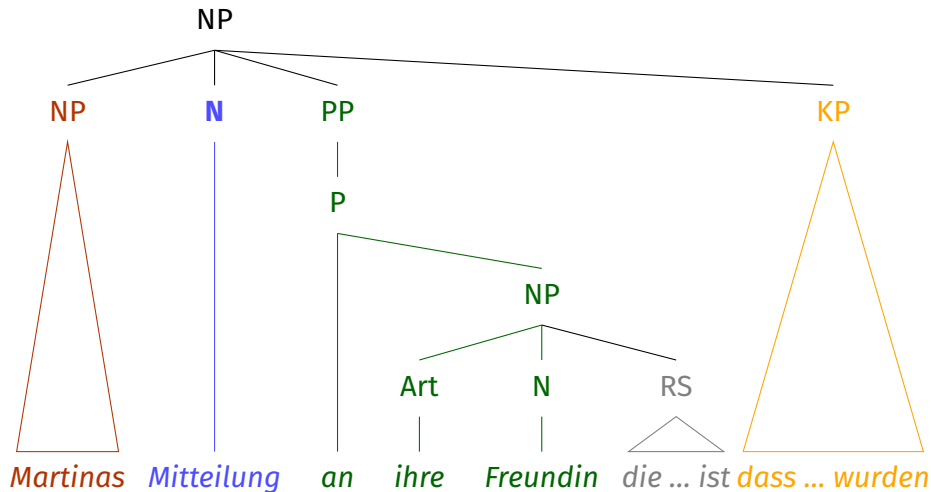 NP
NP N PP KP
P
NP
Art N RS
Martinas Mitteilung an ihre Freundin die ... ist dass ... wurden